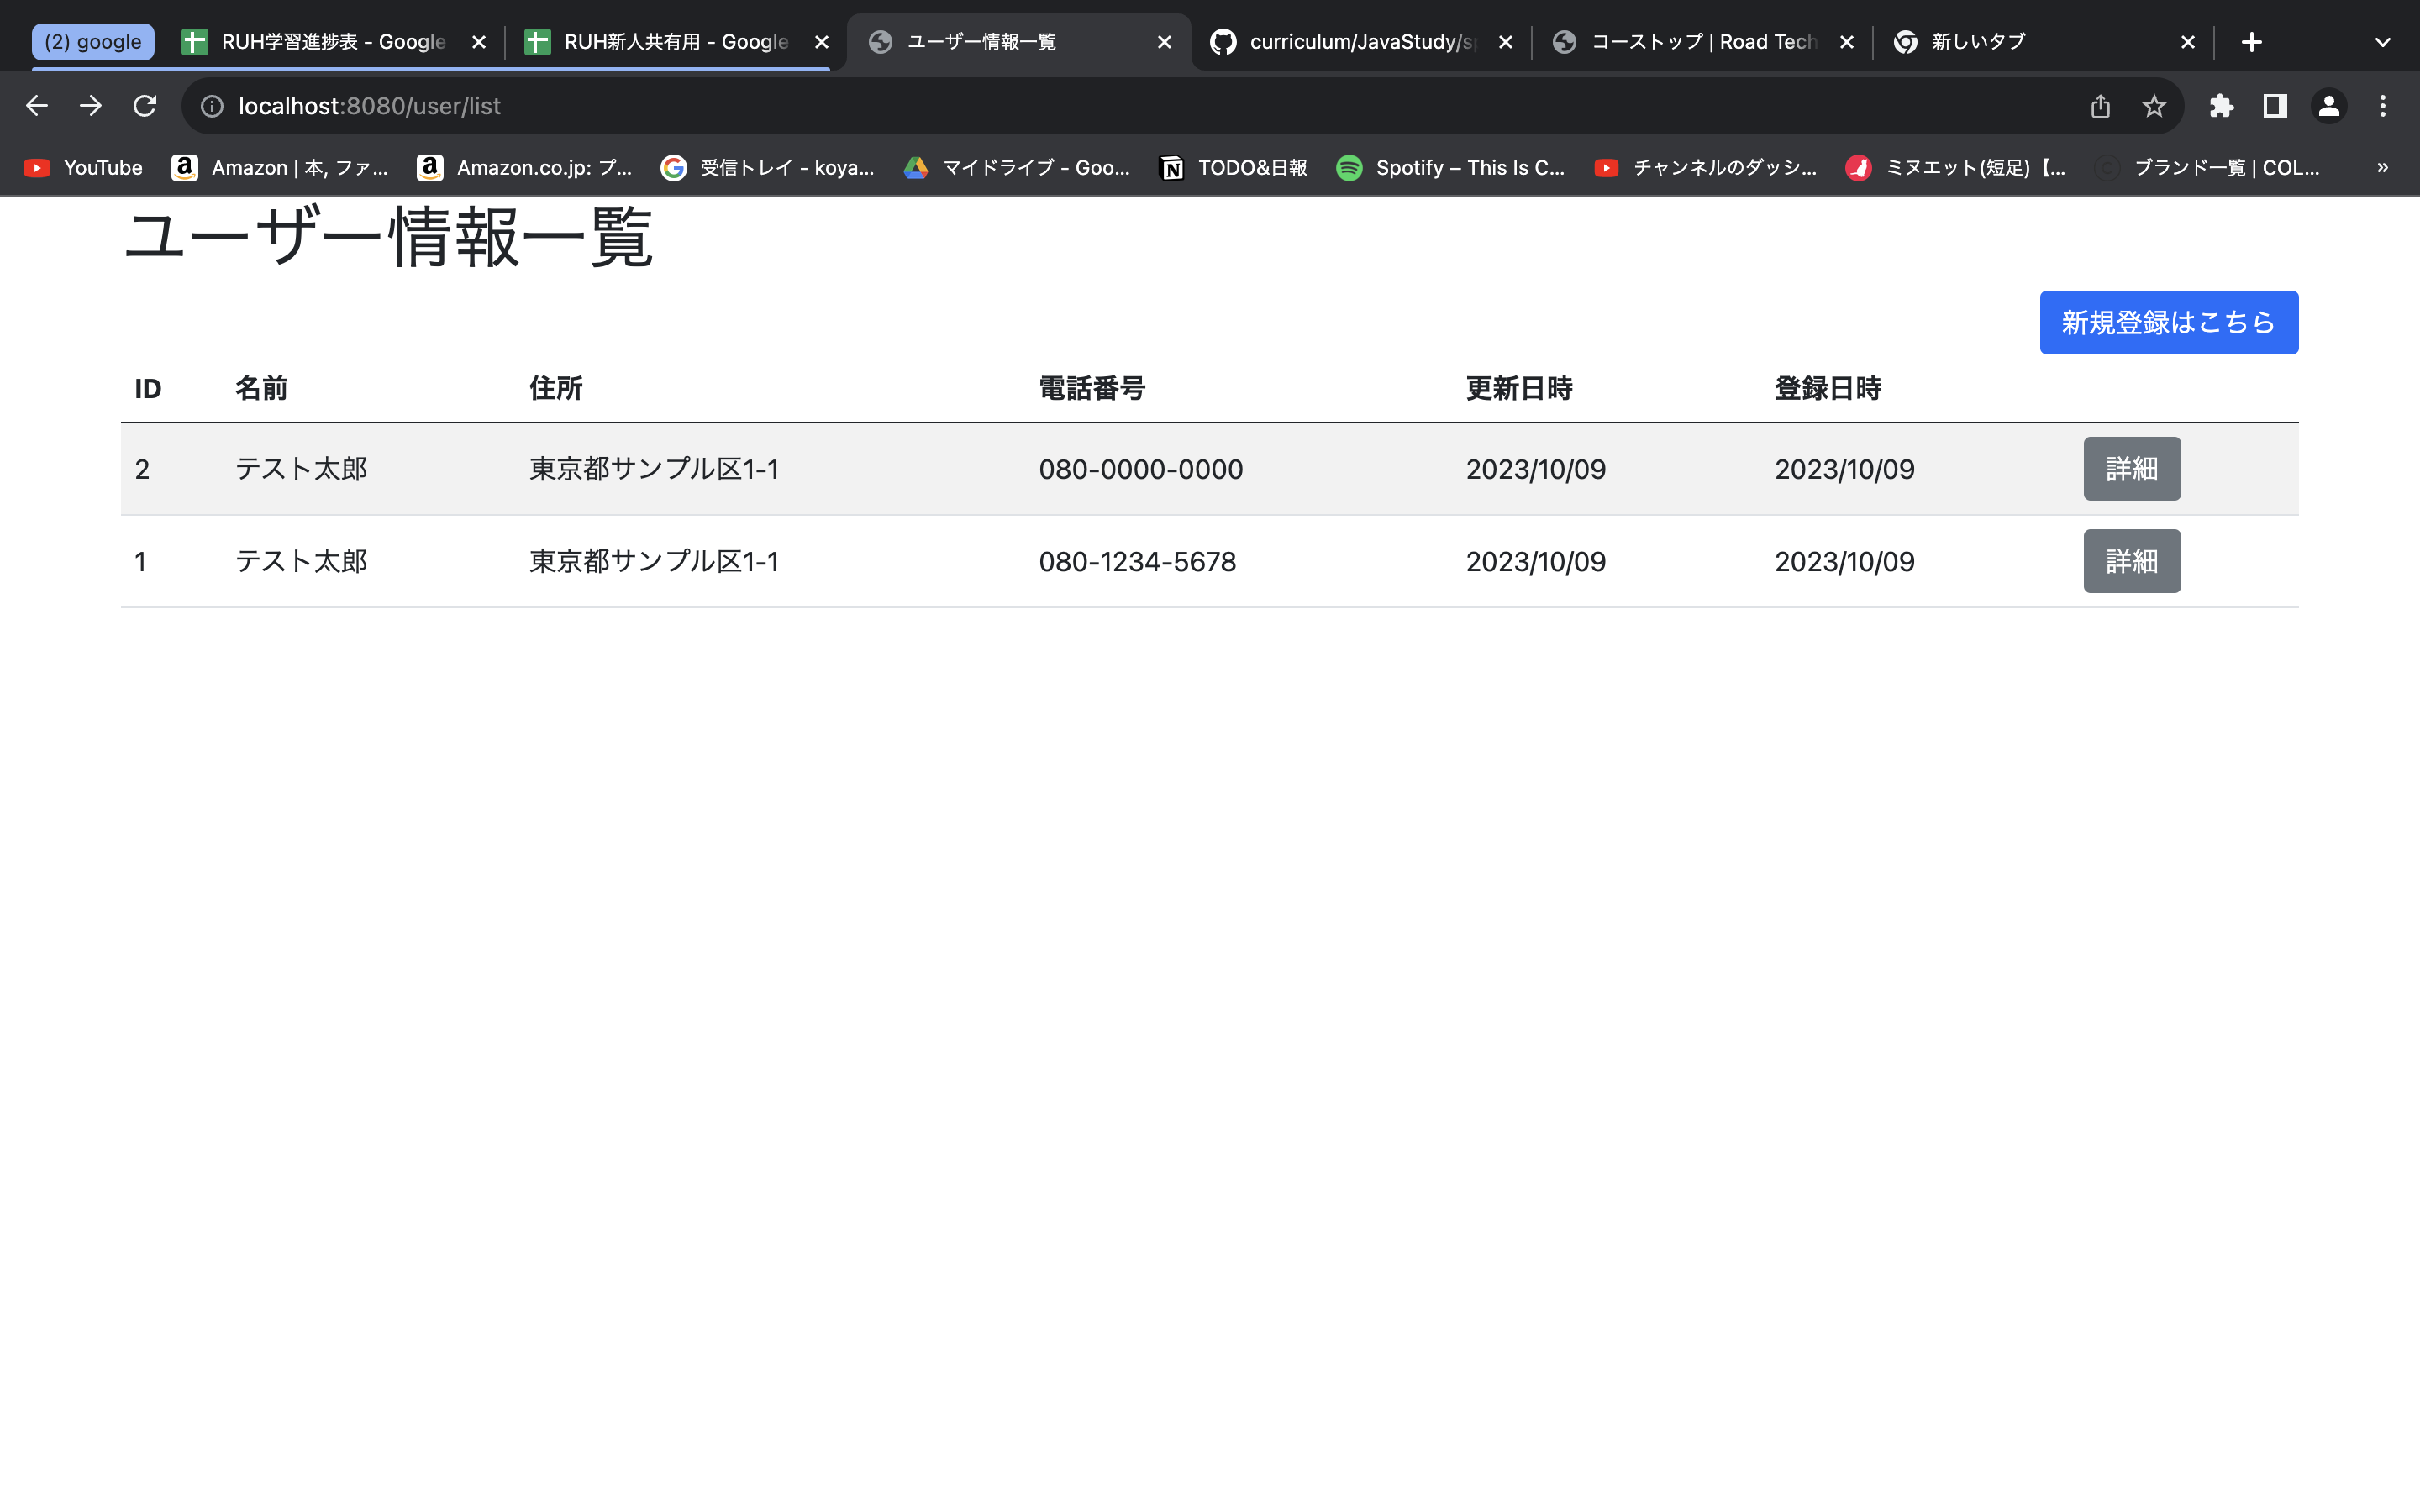 (2) google RUH学習進捗表 - Google RUH新人共有用 - Google ユーザー情報一覧 curriculum/JavaStudy/sp コーストップ | Road Tech 新しいタブ
localhost:8080/user/list
YouTube Amazon | 本, ファ... Amazon.co.jp: プ... 受信トレイ - koya... マイドライブ - Goo... TODO&日報 Spotify – This Is C... チャンネルのダッシ... ミヌエット(短足)【... ブランド一覧 | COL... »
ユーザー情報一覧
新規登録はこちら
ID 名前 住所 電話番号 更新日時 登録日時
2 テスト太郎 東京都サンプル区1-1 080-0000-0000 2023/10/09 2023/10/09 詳細
1 テスト太郎 東京都サンプル区1-1 080-1234-5678 2023/10/09 2023/10/09 詳細